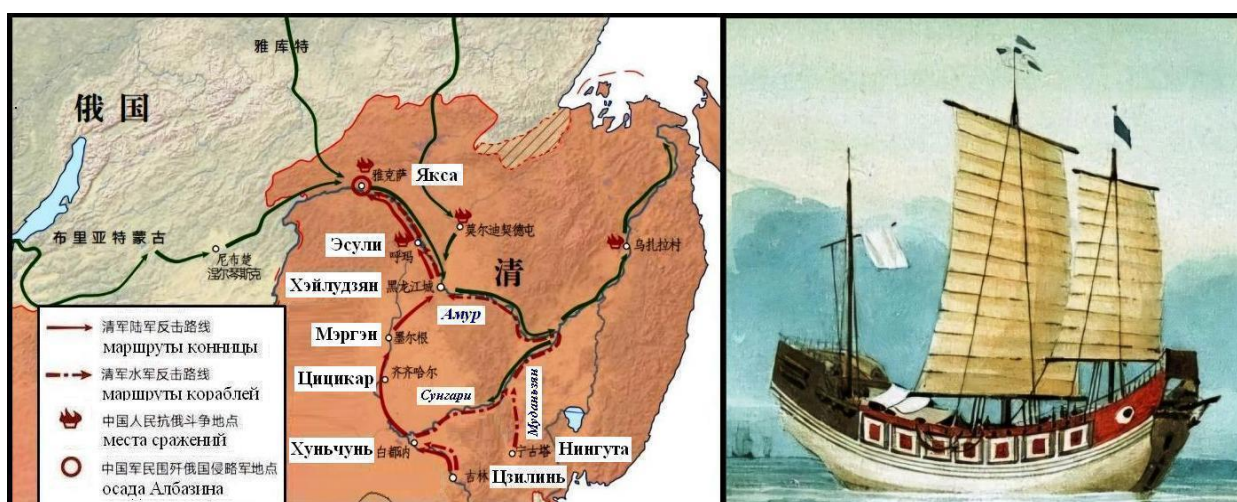 雅库特
俄国
雅克萨
Якса
莫尔迪契德屯
乌扎拉村
布里亚特蒙古
尼布楚
涅尔琴斯克
Эсули
呼玛
清
Хэйлудзян
黑龙江城
Амур
Мэргэн
墨尔根
Цицикар
齐齐哈尔
Сунгари
Муданьзян
Хуньчунь
白都内
宁古塔
Нингута
吉林
Цзилинь
清军陆军反击路线
маршруты конницы
清军水军反击路线
маршруты кораблей
中国人民抗俄斗争地点
места сражений
中国军民围歼俄国侵略军地点
осада Албазина